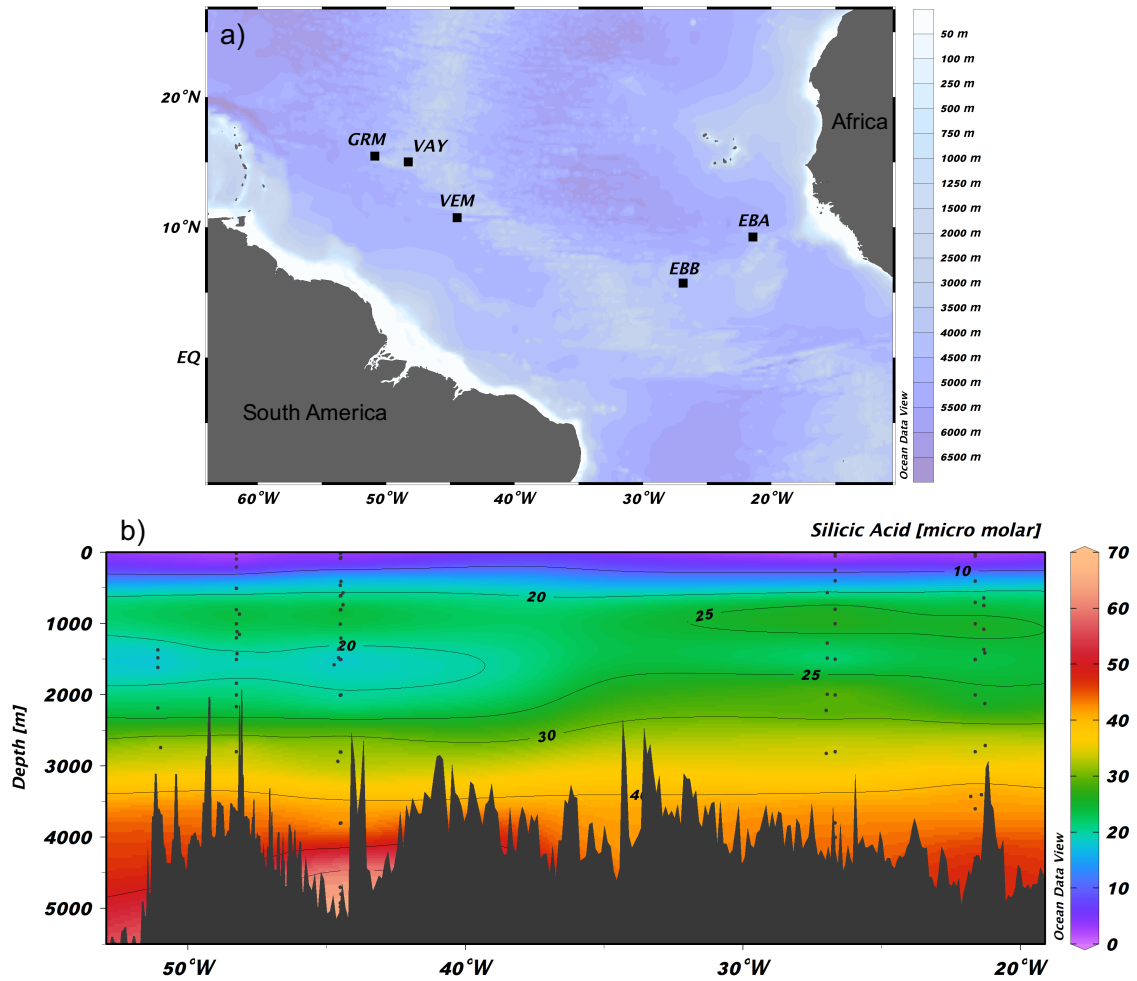 a)
20°N
10°N
EQ
60°W
50°W
40°W
30°W
20°W
GRM
VAY
VEM
EBA
EBB
Africa
South America
50 m
100 m
250 m
500 m
750 m
1000 m
1250 m
1500 m
2000 m
2500 m
3000 m
3500 m
4000 m
4500 m
5000 m
5500 m
6000 m
6500 m
Ocean Data View
b)
Silicic Acid [micro molar]
Depth [m]
0
1000
2000
3000
4000
5000
50°W
40°W
30°W
20°W
10
20
25
20
25
30
70
60
50
40
30
20
10
0
Ocean Data View